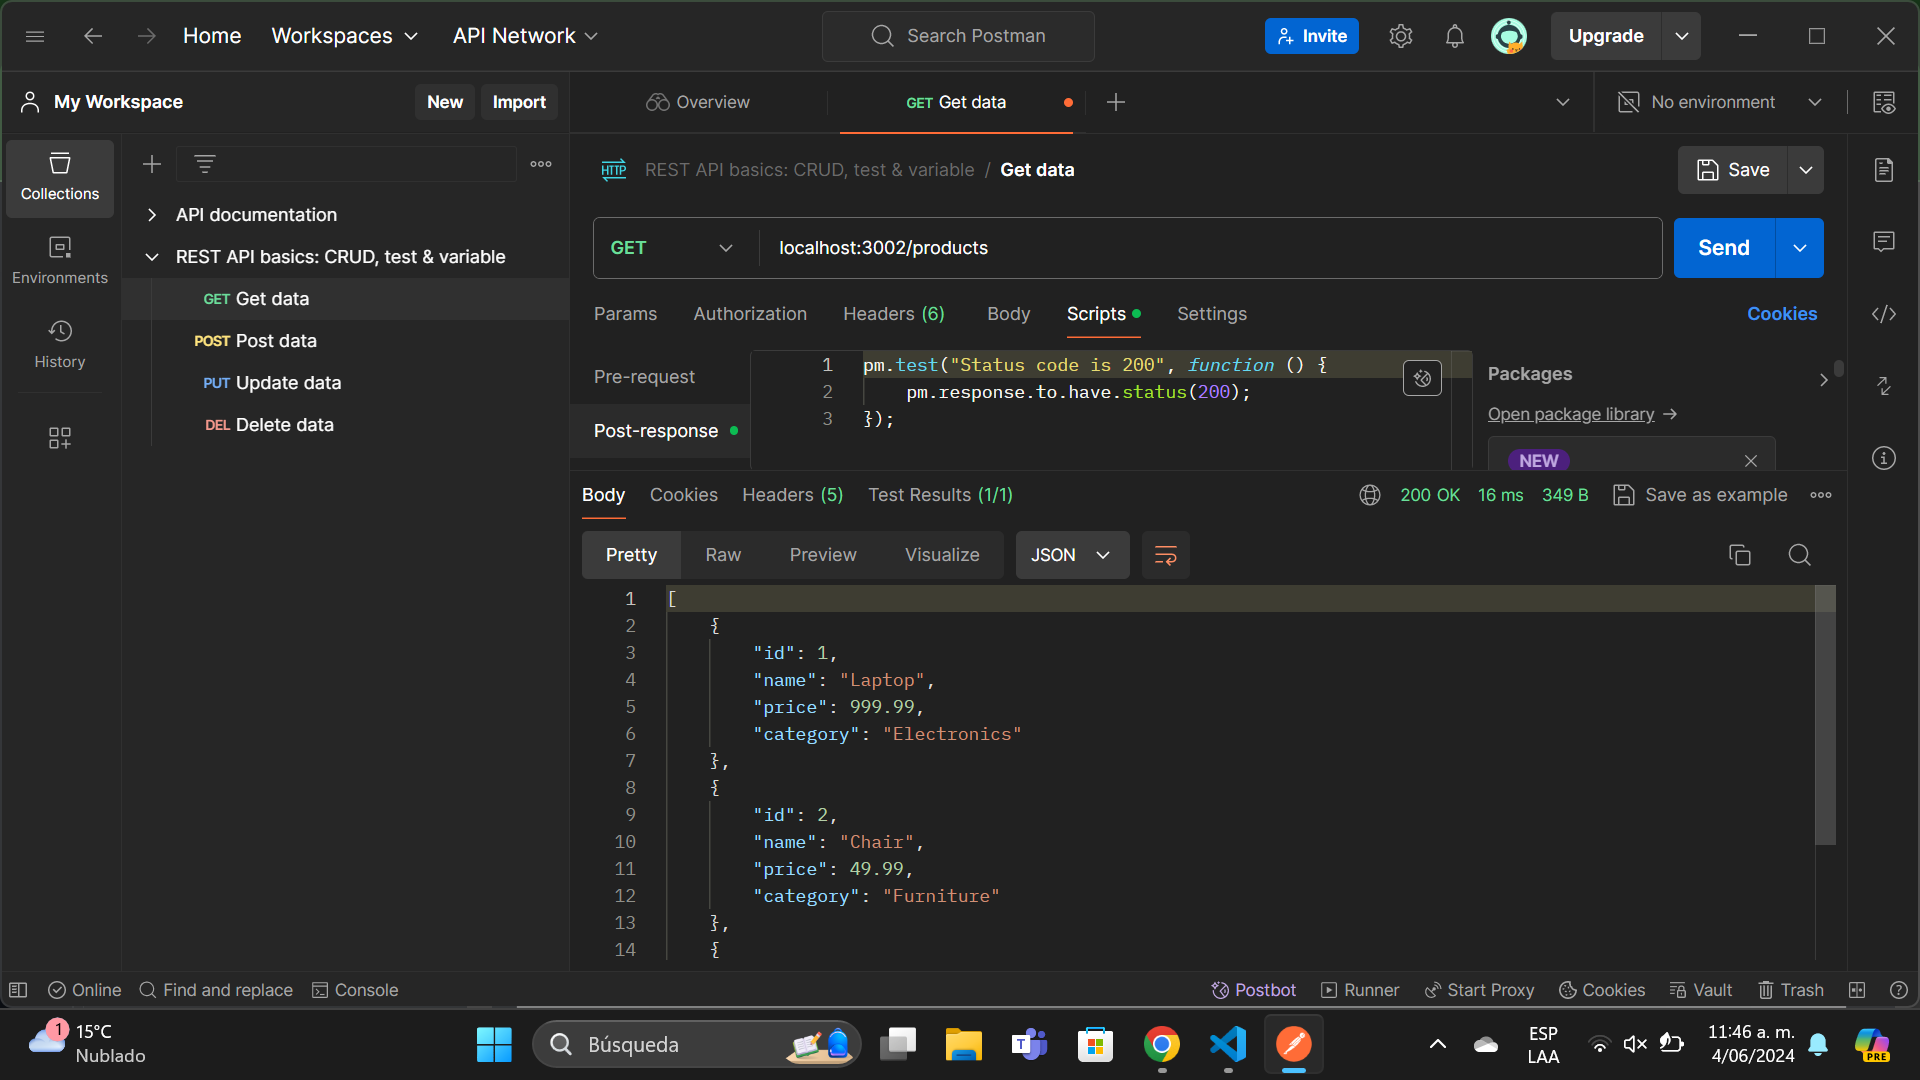 Home Workspaces API Network Search Postman Invite Upgrade
My Workspace New Import Overview GET Get data No environment
Collections
Environments
History
API documentation
REST API basics: CRUD, test & variable
GET Get data
POST Post data
PUT Update data
DEL Delete data
HTTP REST API basics: CRUD, test & variable / Get data Save
GET localhost:3002/products Send
Params Authorization Headers (6) Body Scripts Settings Cookies
Pre-request
Post-response
1 pm.test("Status code is 200", function () {
2 pm.response.to.have.status(200);
3 });
Packages
Open package library →
NEW
Body Cookies Headers (5) Test Results (1/1) 200 OK 16 ms 349 B Save as example
Pretty Raw Preview Visualize JSON
1 [
2 {
3 "id": 1,
4 "name": "Laptop",
5 "price": 999.99,
6 "category": "Electronics"
7 },
8 {
9 "id": 2,
10 "name": "Chair",
11 "price": 49.99,
12 "category": "Furniture"
13 },
14 {
Online Find and replace Console Postbot Runner Start Proxy Cookies Vault Trash
1 15°C
Nublado
Búsqueda
T
ESP
LAA
11:46 a. m.
4/06/2024
PRE